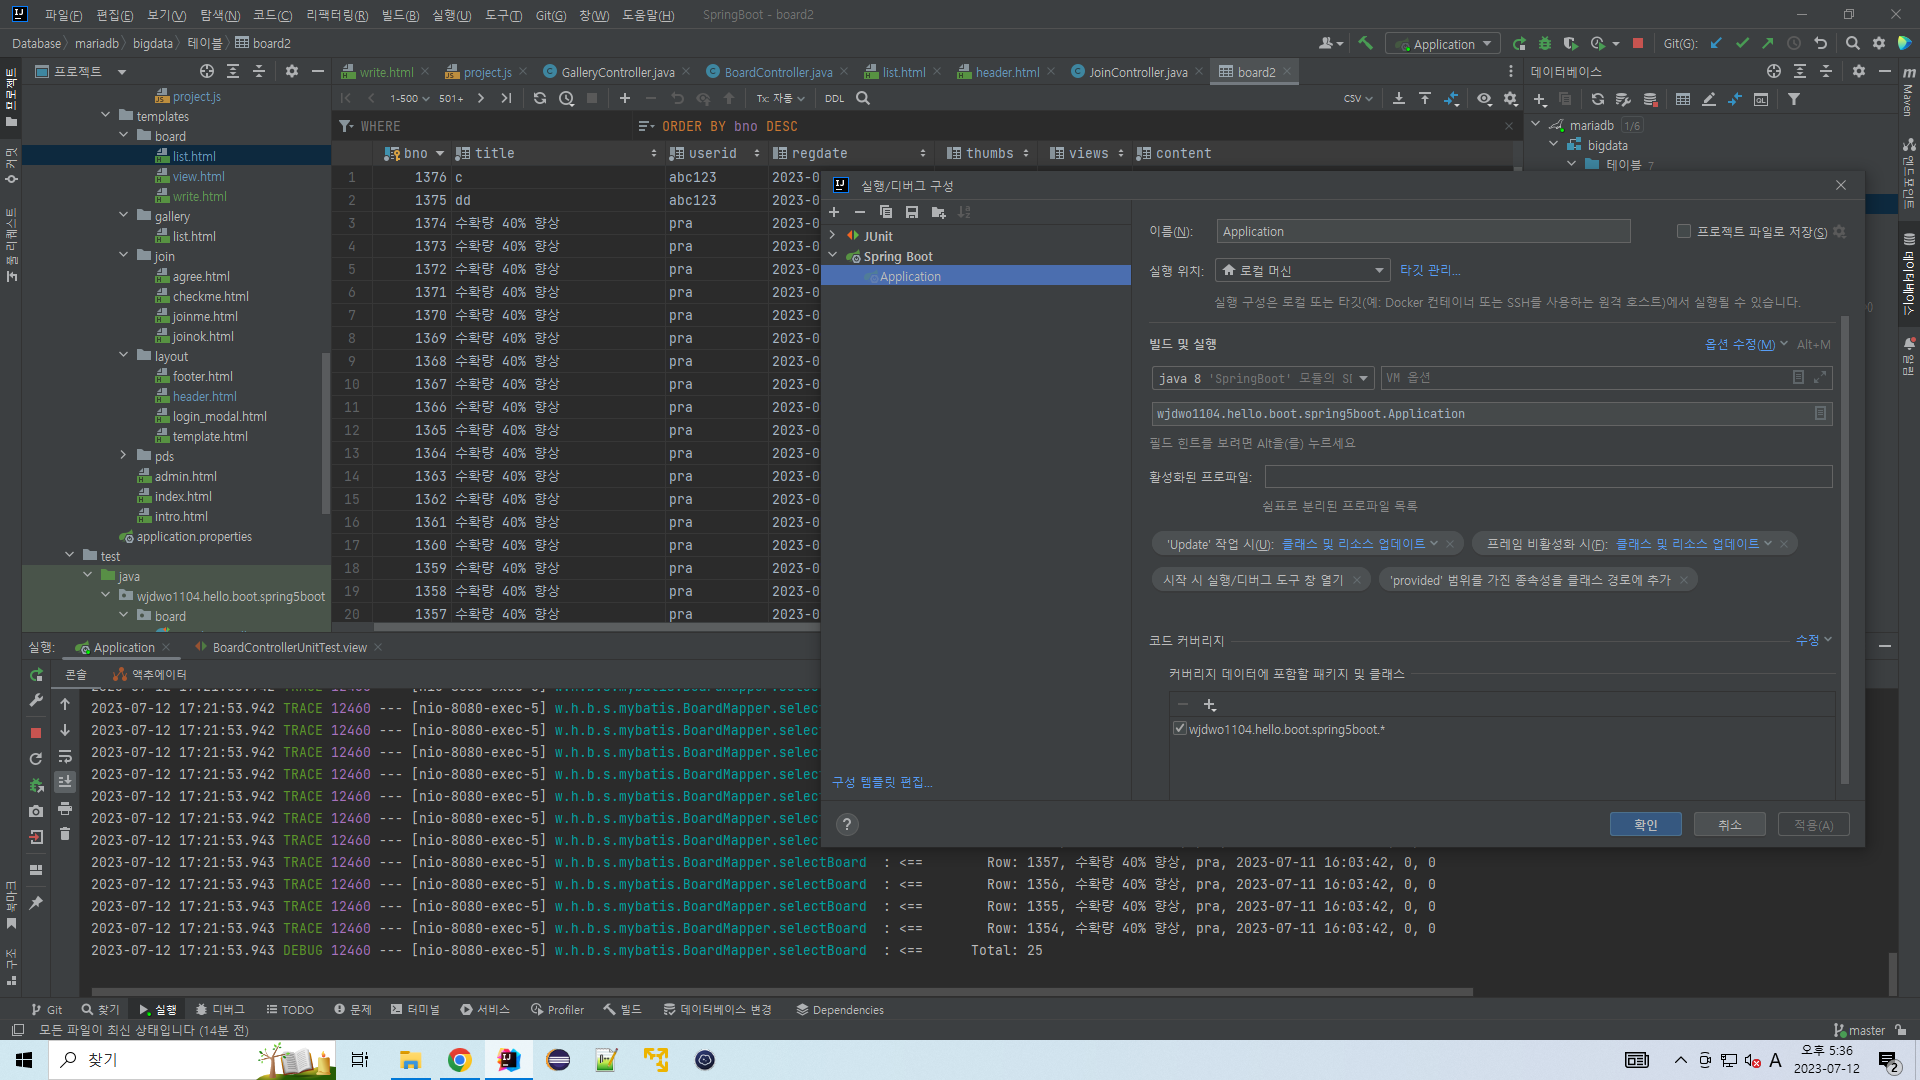 파일(F) 편집(E) 보기(V) 탐색(N) 코드(C) 리팩터링(R) 빌드(B) 실행(U) 도구(T) Git(G) 창(W) 도움말(H) SpringBoot - board2
Database mariadb bigdata 테이블 board2
Application Git(G):
프로젝트
write.html project.js GalleryController.java BoardController.java list.html header.html JoinController.java board2
데이터베이스
1-500 501+ Tx: 자동 DDL CSV
WHERE ORDER BY bno DESC
bno title userid regdate thumbs views content
1 1376 c abc123 2023-0
2 1375 dd abc123 2023-0
3 1374 수확량 40% 향상 pra 2023-0
4 1373 수확량 40% 향상 pra 2023-0
5 1372 수확량 40% 향상 pra 2023-0
6 1371 수확량 40% 향상 pra 2023-0
7 1370 수확량 40% 향상 pra 2023-0
8 1369 수확량 40% 향상 pra 2023-0
9 1368 수확량 40% 향상 pra 2023-0
10 1367 수확량 40% 향상 pra 2023-0
11 1366 수확량 40% 향상 pra 2023-0
12 1365 수확량 40% 향상 pra 2023-0
13 1364 수확량 40% 향상 pra 2023-0
14 1363 수확량 40% 향상 pra 2023-0
15 1362 수확량 40% 향상 pra 2023-0
16 1361 수확량 40% 향상 pra 2023-0
17 1360 수확량 40% 향상 pra 2023-0
18 1359 수확량 40% 향상 pra 2023-0
19 1358 수확량 40% 향상 pra 2023-0
20 1357 수확량 40% 향상 pra 2023-0
project.js
templates
board
list.html
view.html
write.html
gallery
list.html
join
agree.html
checkme.html
joinme.html
joinok.html
layout
footer.html
header.html
login_modal.html
template.html
pds
admin.html
index.html
intro.html
application.properties
test
java
wjdwo1104.hello.boot.spring5boot
board
프로젝트
커밋
풀 리퀘스트
북마크
구조
mariadb 1/6
bigdata
테이블 7
Maven
엔드포인트
데이터베이스
알림
실행/디버그 구성
JUnit
Spring Boot
Application
구성 템플릿 편집...
이름(N): Application 프로젝트 파일로 저장(S)
실행 위치: 로컬 머신 타깃 관리...
실행 구성은 로컬 또는 타깃(예: Docker 컨테이너 또는 SSH를 사용하는 원격 호스트)에서 실행될 수 있습니다.
빌드 및 실행 옵션 수정(M) Alt+M
java 8 'SpringBoot' 모듈의 SD VM 옵션
wjdwo1104.hello.boot.spring5boot.Application
필드 힌트를 보려면 Alt을(를) 누르세요
활성화된 프로파일:
쉼표로 분리된 프로파일 목록
'Update' 작업 시(U): 클래스 및 리소스 업데이트 프레임 비활성화 시(F): 클래스 및 리소스 업데이트
시작 시 실행/디버그 도구 창 열기 'provided' 범위를 가진 종속성을 클래스 경로에 추가
코드 커버리지 수정
커버리지 데이터에 포함할 패키지 및 클래스
wjdwo1104.hello.boot.spring5boot.*
? 확인 취소 적용(A)
실행: Application BoardControllerUnitTest.view
콘솔 액추에이터
2023-07-12 17:21:53.942 TRACE 12460 --- [nio-8080-exec-5] w.h.b.s.mybatis.BoardMapper.selec
2023-07-12 17:21:53.942 TRACE 12460 --- [nio-8080-exec-5] w.h.b.s.mybatis.BoardMapper.selec
2023-07-12 17:21:53.942 TRACE 12460 --- [nio-8080-exec-5] w.h.b.s.mybatis.BoardMapper.selec
2023-07-12 17:21:53.942 TRACE 12460 --- [nio-8080-exec-5] w.h.b.s.mybatis.BoardMapper.selec
2023-07-12 17:21:53.942 TRACE 12460 --- [nio-8080-exec-5] w.h.b.s.mybatis.BoardMapper.selec
2023-07-12 17:21:53.942 TRACE 12460 --- [nio-8080-exec-5] w.h.b.s.mybatis.BoardMapper.selec
2023-07-12 17:21:53.943 TRACE 12460 --- [nio-8080-exec-5] w.h.b.s.mybatis.BoardMapper.selec
2023-07-12 17:21:53.943 TRACE 12460 --- [nio-8080-exec-5] w.h.b.s.mybatis.BoardMapper.selectBoard : <== Row: 1357, 수확량 40% 향상, pra, 2023-07-11 16:03:42, 0, 0
2023-07-12 17:21:53.943 TRACE 12460 --- [nio-8080-exec-5] w.h.b.s.mybatis.BoardMapper.selectBoard : <== Row: 1356, 수확량 40% 향상, pra, 2023-07-11 16:03:42, 0, 0
2023-07-12 17:21:53.943 TRACE 12460 --- [nio-8080-exec-5] w.h.b.s.mybatis.BoardMapper.selectBoard : <== Row: 1355, 수확량 40% 향상, pra, 2023-07-11 16:03:42, 0, 0
2023-07-12 17:21:53.943 TRACE 12460 --- [nio-8080-exec-5] w.h.b.s.mybatis.BoardMapper.selectBoard : <== Row: 1354, 수확량 40% 향상, pra, 2023-07-11 16:03:42, 0, 0
2023-07-12 17:21:53.943 DEBUG 12460 --- [nio-8080-exec-5] w.h.b.s.mybatis.BoardMapper.selectBoard : <== Total: 25
Git 찾기 실행 디버그 TODO 문제 터미널 서비스 Profiler 빌드 데이터베이스 변경 Dependencies
모든 파일이 최신 상태입니다 (14분 전) master
찾기
A 오후 5:36
2023-07-12
2